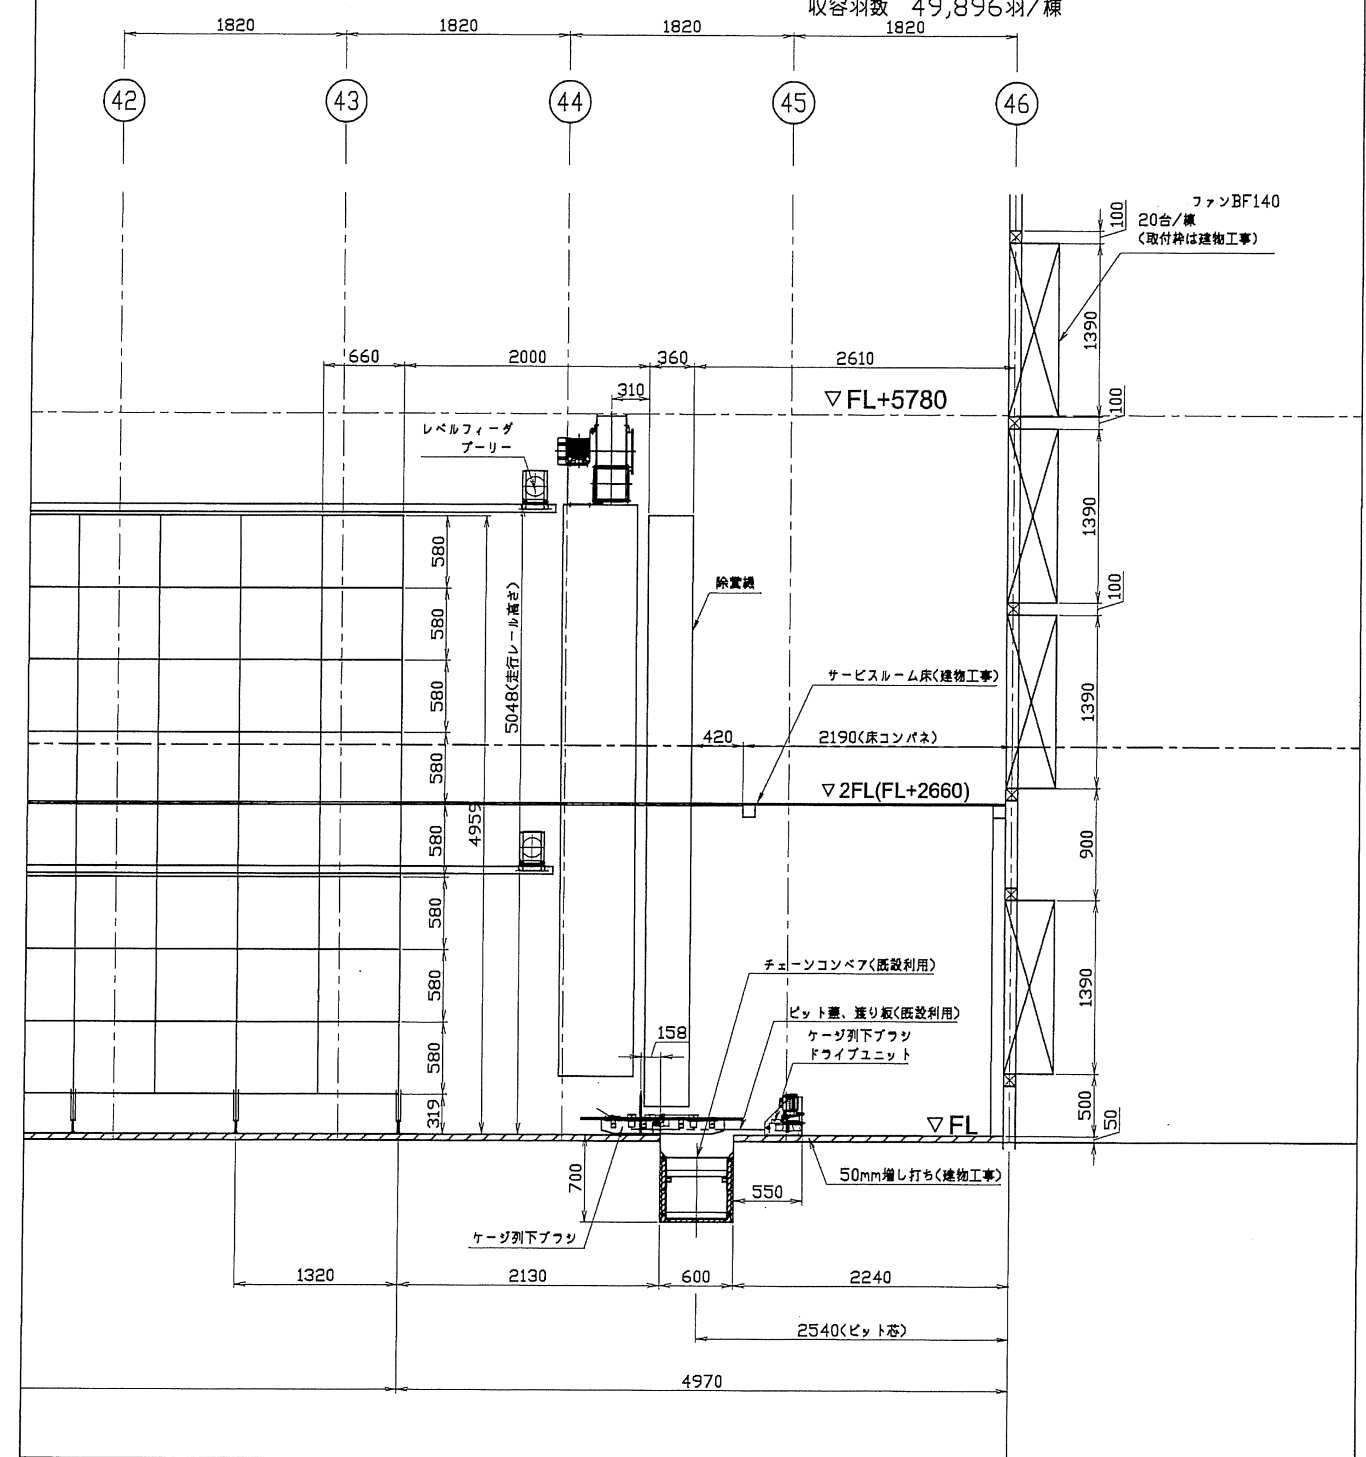 収容羽数 49,896羽/棟
1820 1820 1820 1820
42 43 44 45 46
ファンBF140
20台/棟
(取付枠は建物工事)
100
1390
660 2000 360 2610
310
▽FL+5780
100
レベルフィーダ
プーリー
1390
580
580
580
580
580
580
580
580
319
5048(走行レール高さ)
4959
除糞機
100
サービスルーム床(建物工事)
1390
420 2190(床コンパネ)
▽2FL(FL+2660)
900
チェーンコンベア(既設利用)
1390
ピット蓋、渡り板(既設利用)
ケージ列下ブラシ
ドライブユニット
158
▽FL
500
50
700
50mm増し打ち(建物工事)
550
ケージ列下ブラシ
1320 2130 600 2240
2540(ピット芯)
4970